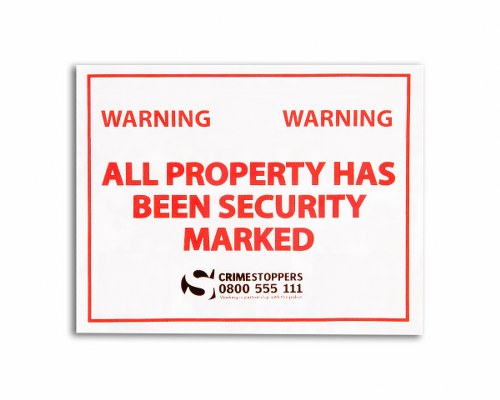 WARNING WARNING
ALL PROPERTY HAS
BEEN SECURITY
MARKED
CRIMESTOPPERS
0800 555 111
Working in partnership with the police